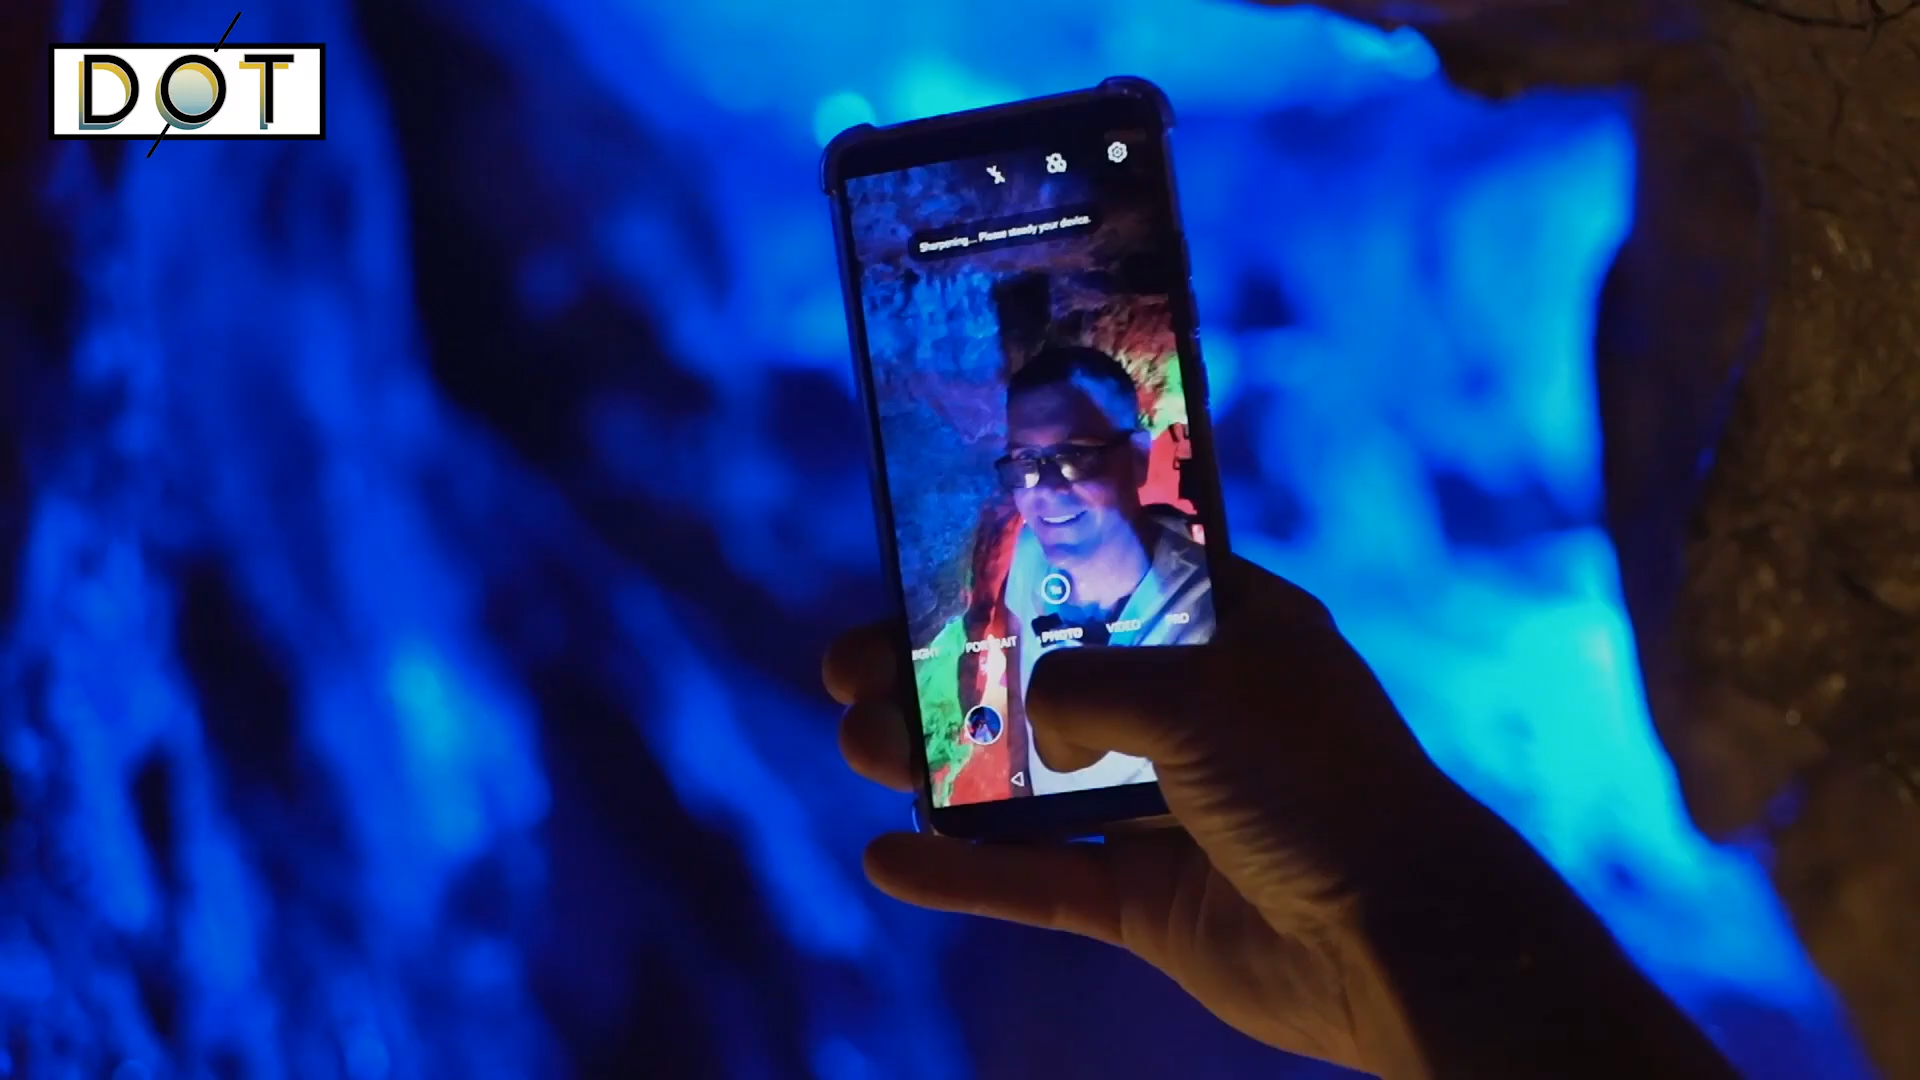 DOT
Sharpening... Please steady your device.
PORTRAIT
PHOTO
VIDEO
PRO